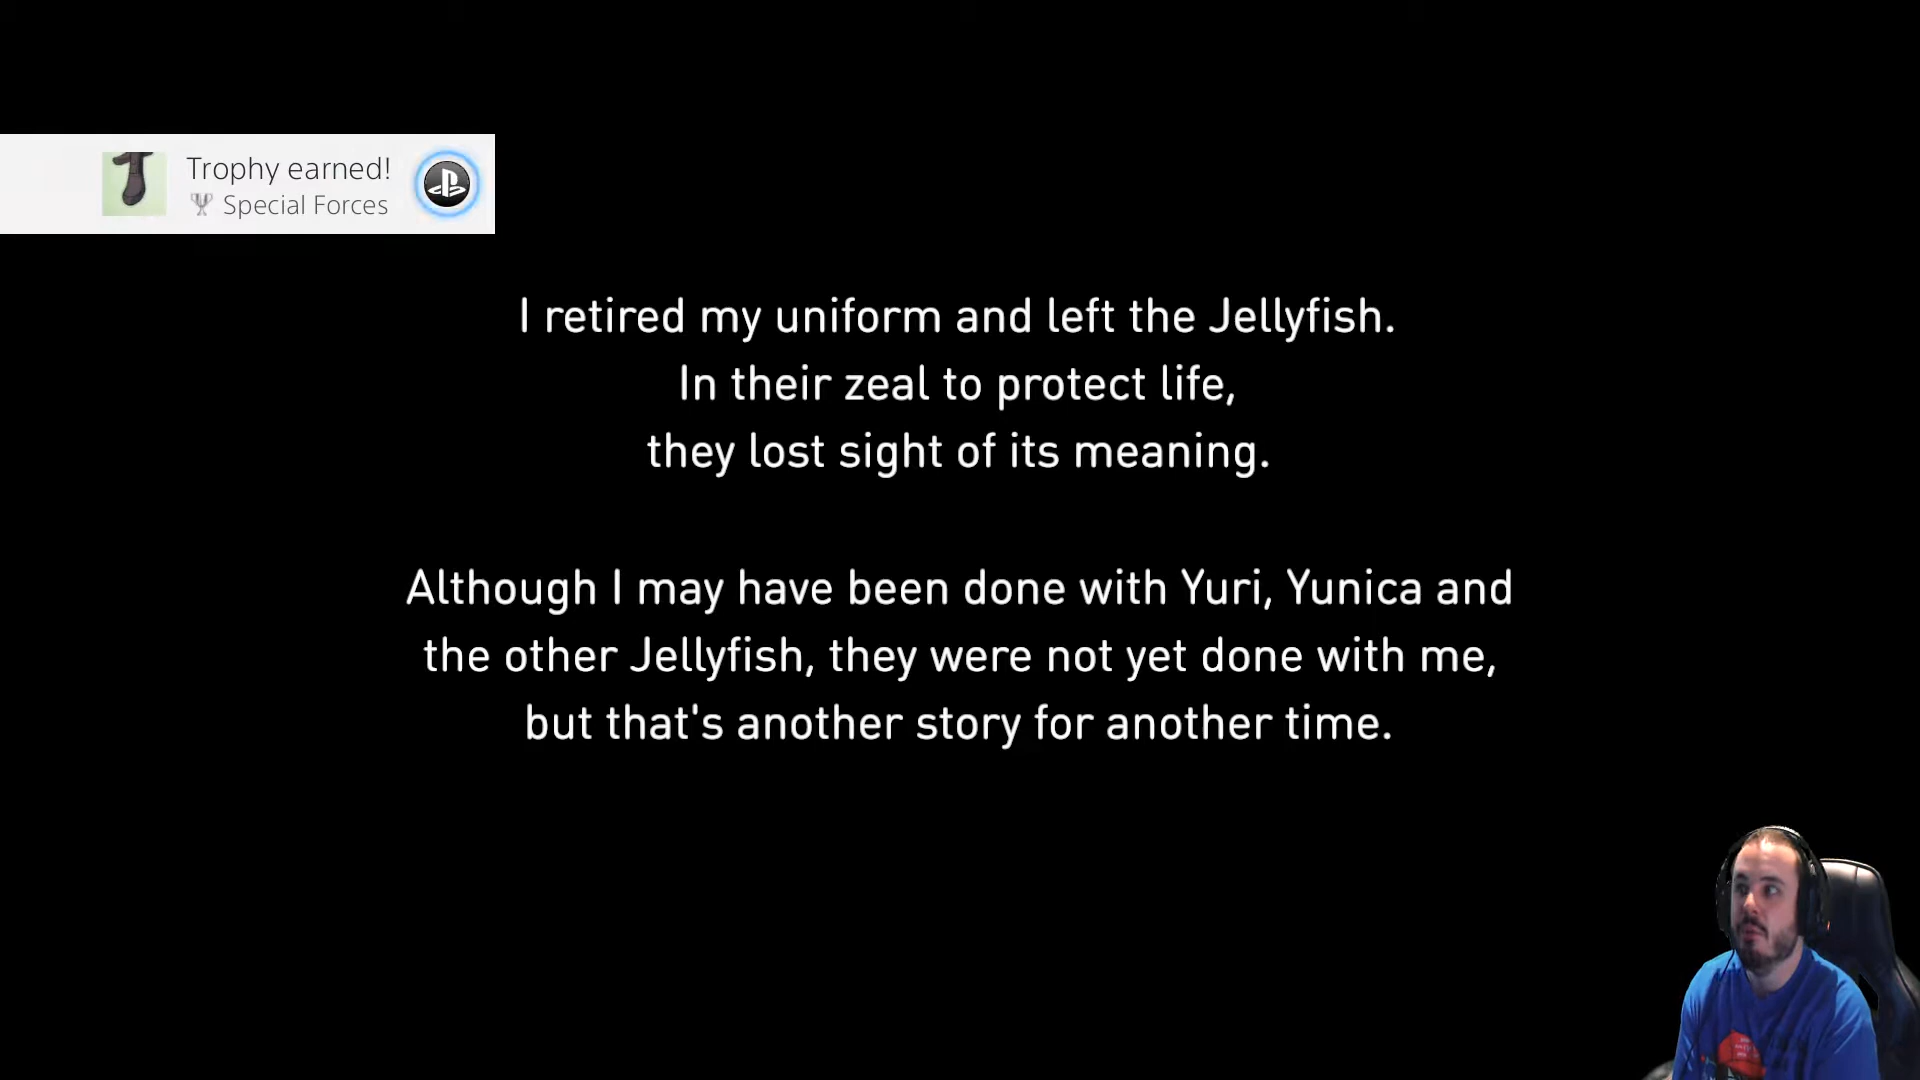 Trophy earned!
Special Forces
I retired my uniform and left the Jellyfish.
In their zeal to protect life,
they lost sight of its meaning.
Although I may have been done with Yuri, Yunica and
the other Jellyfish, they were not yet done with me,
but that's another story for another time.